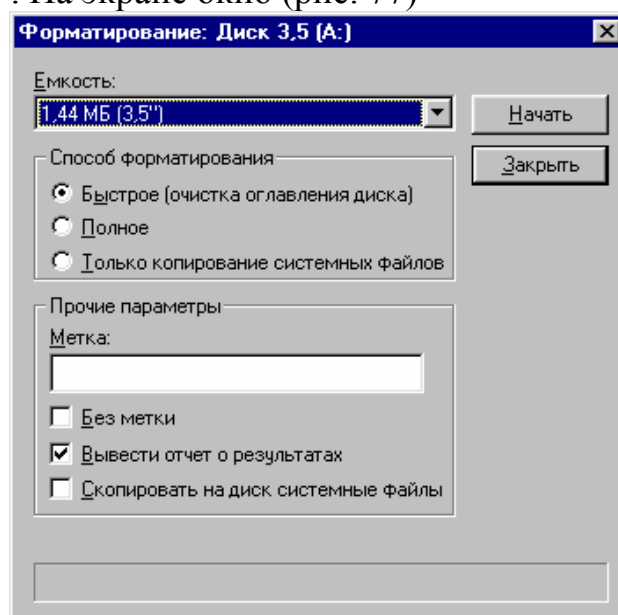 . На экране окно (рис. 77)
Форматирование: Диск 3,5 (A:)
Емкость:
1,44 МБ (3,5")
Начать
Способ форматирования
Закрыть
Быстрое (очистка оглавления диска)
Полное
Только копирование системных файлов
Прочие параметры
Метка:
Без метки
Вывести отчет о результатах
Скопировать на диск системные файлы